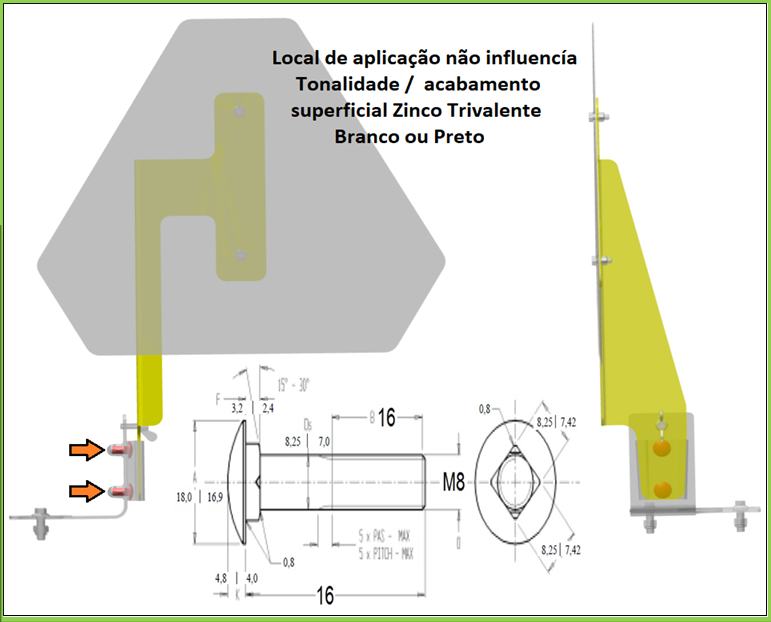 Local de aplicação não influencía
Tonalidade / acabamento
superficial Zinco Trivalente
Branco ou Preto
15° - 30°
F
3,2 2,4
Ds
8,25 7,0
B 16
0,8
8,25 7,42
A
18,0 16,9
M8
D
5 x PAS - MAX
5 x PITCH - MAX
0,8
8,25 7,42
4,8 4,0
K
16